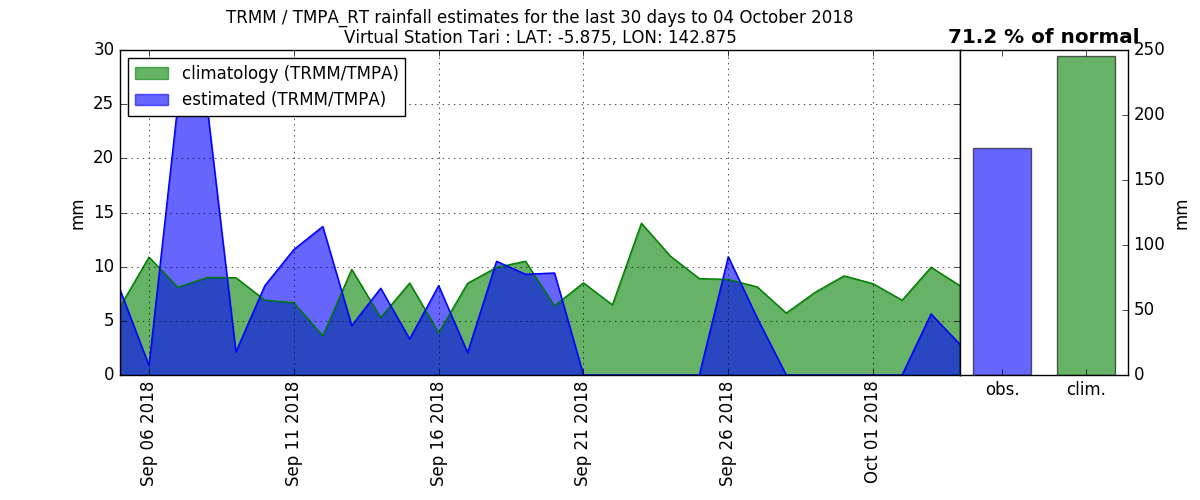 TRMM / TMPA_RT rainfall estimates for the last 30 days to 04 October 2018
Virtual Station Tari : LAT: -5.875, LON: 142.875
71.2 % of normal
climatology (TRMM/TMPA)
estimated (TRMM/TMPA)
30
25
20
15
10
5
0
mm
Sep 06 2018
Sep 11 2018
Sep 16 2018
Sep 21 2018
Sep 26 2018
Oct 01 2018
obs.
clim.
250
200
150
100
50
0
mm